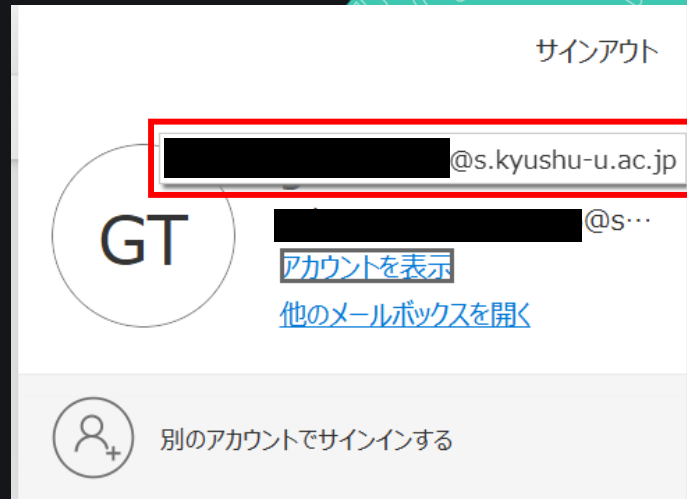 サインアウト
@s.kyushu-u.ac.jp
@s…
GT
アカウントを表示
他のメールボックスを開く
別のアカウントでサインインする